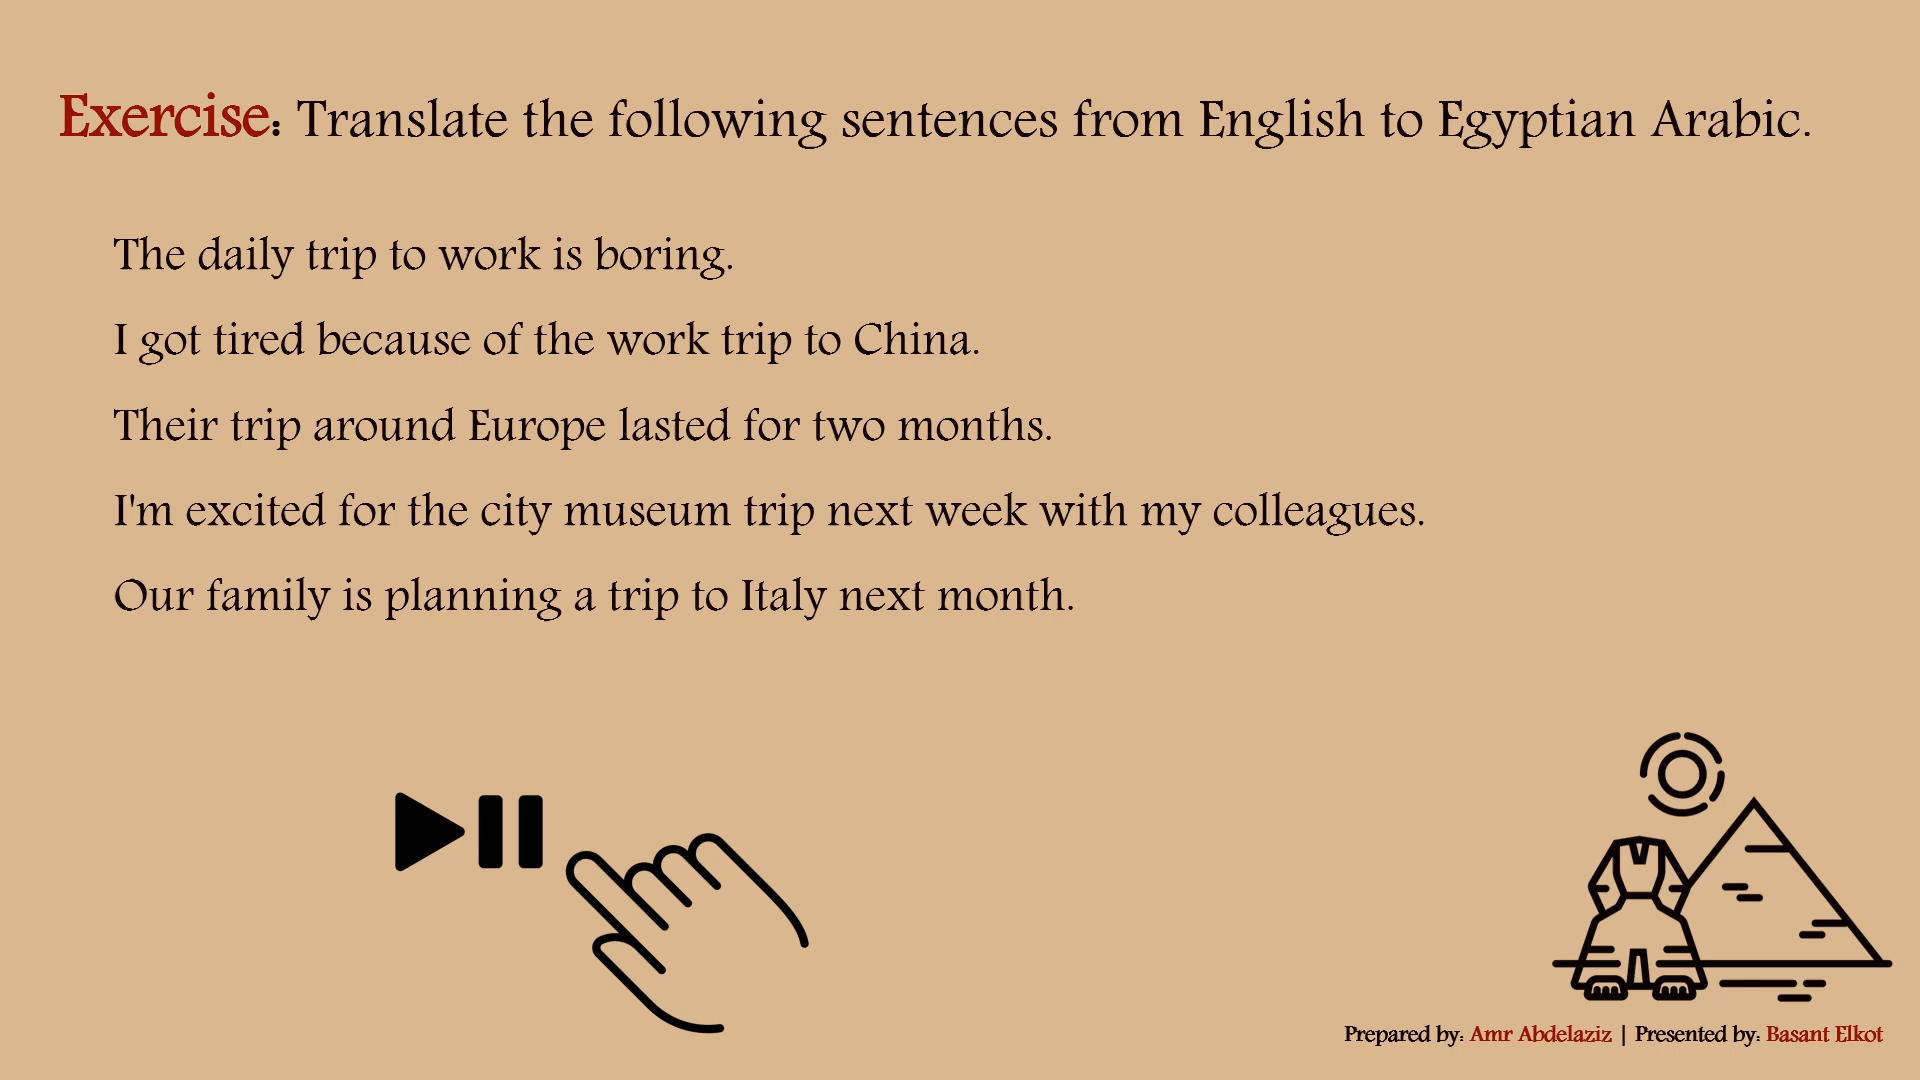 Exercise: Translate the following sentences from English to Egyptian Arabic.
The daily trip to work is boring.
I got tired because of the work trip to China.
Their trip around Europe lasted for two months.
I'm excited for the city museum trip next week with my colleagues.
Our family is planning a trip to Italy next month.
Prepared by: Amr Abdelaziz | Presented by: Basant Elkot